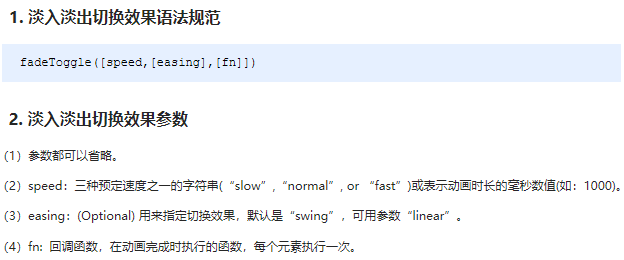 1. 淡入淡出切换效果语法规范
fadeToggle([speed,[easing],[fn]])
2. 淡入淡出切换效果参数
（1）参数都可以省略。
（2）speed：三种预定速度之一的字符串(“slow”,“normal”, or “fast”)或表示动画时长的毫秒数值(如：1000)。
（3）easing：(Optional) 用来指定切换效果，默认是“swing”，可用参数“linear”。
（4）fn: 回调函数，在动画完成时执行的函数，每个元素执行一次。